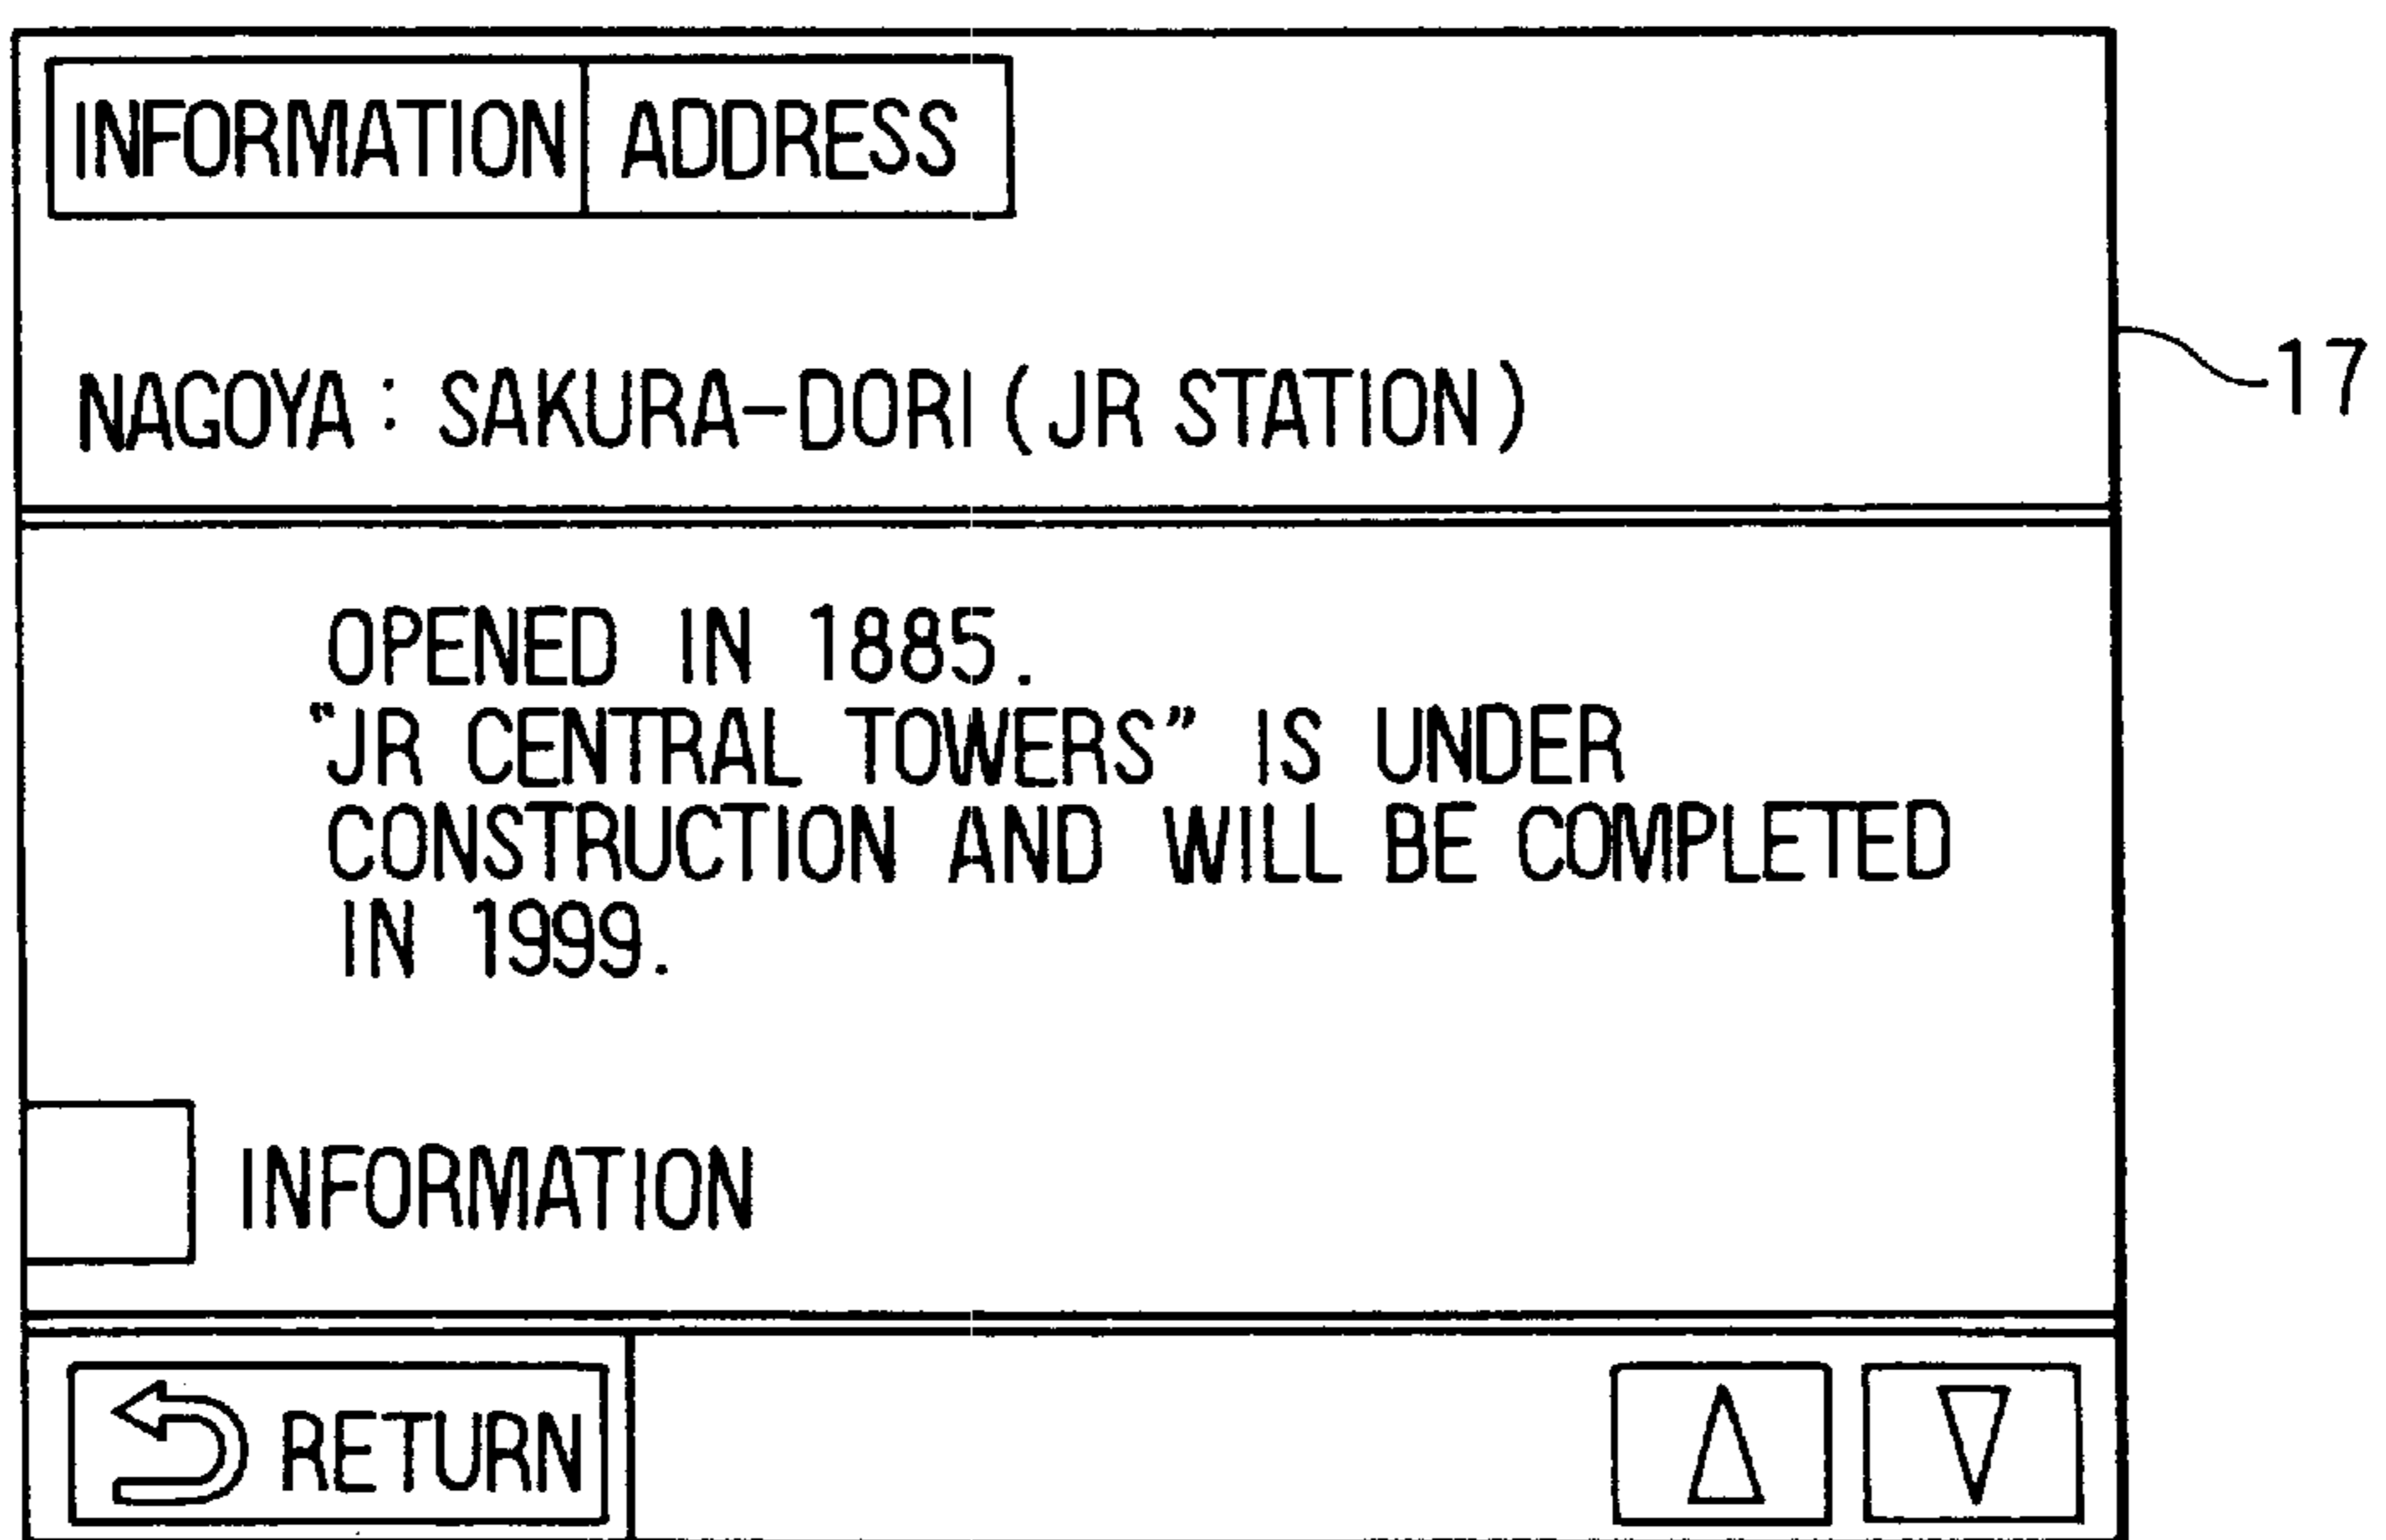 INFORMATION ADDRESS
NAGOYA: SAKURA-DORI (JR STATION)
17
OPENED IN 1885.
"JR CENTRAL TOWERS" IS UNDER
CONSTRUCTION AND WILL BE COMPLETED
IN 1999.
INFORMATION
RETURN